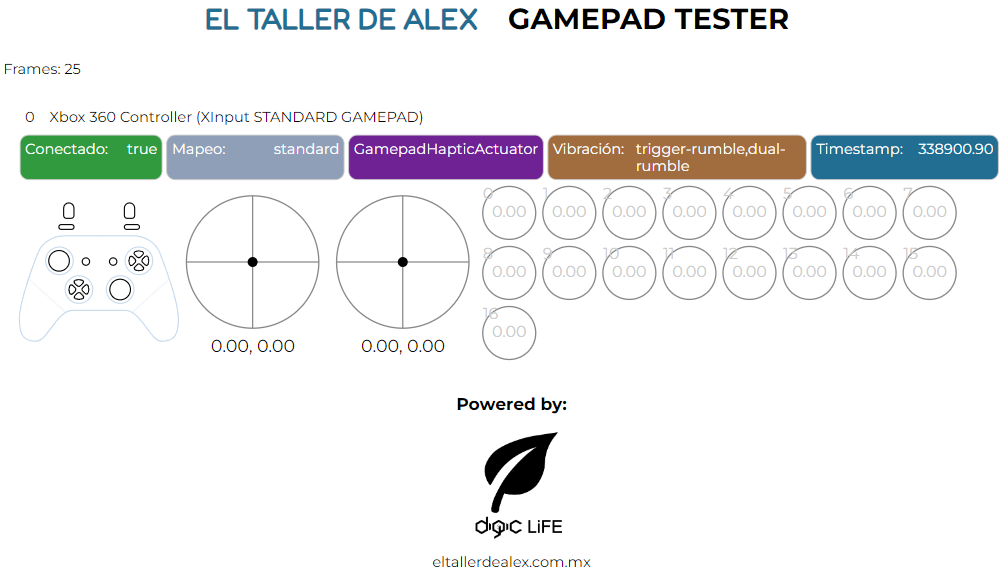 EL TALLER DE ALEX GAMEPAD TESTER
Frames: 25
0 Xbox 360 Controller (XInput STANDARD GAMEPAD)
Conectado: true Mapeo: standard GamepadHapticActuator Vibración: trigger-rumble,dual-rumble Timestamp: 338900.90
0 1 2 3 4 5 6 7
0.00 0.00 0.00 0.00 0.00 0.00 0.00 0.00
8 9 10 11 12 13 14 15
0.00 0.00 0.00 0.00 0.00 0.00 0.00 0.00
16
0.00
0.00, 0.00 0.00, 0.00
Powered by:
dgc LiFE
eltallerdealex.com.mx